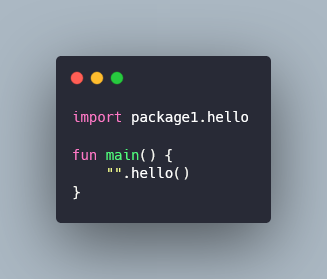 import package1.hello

fun main() {
    "".hello()
}